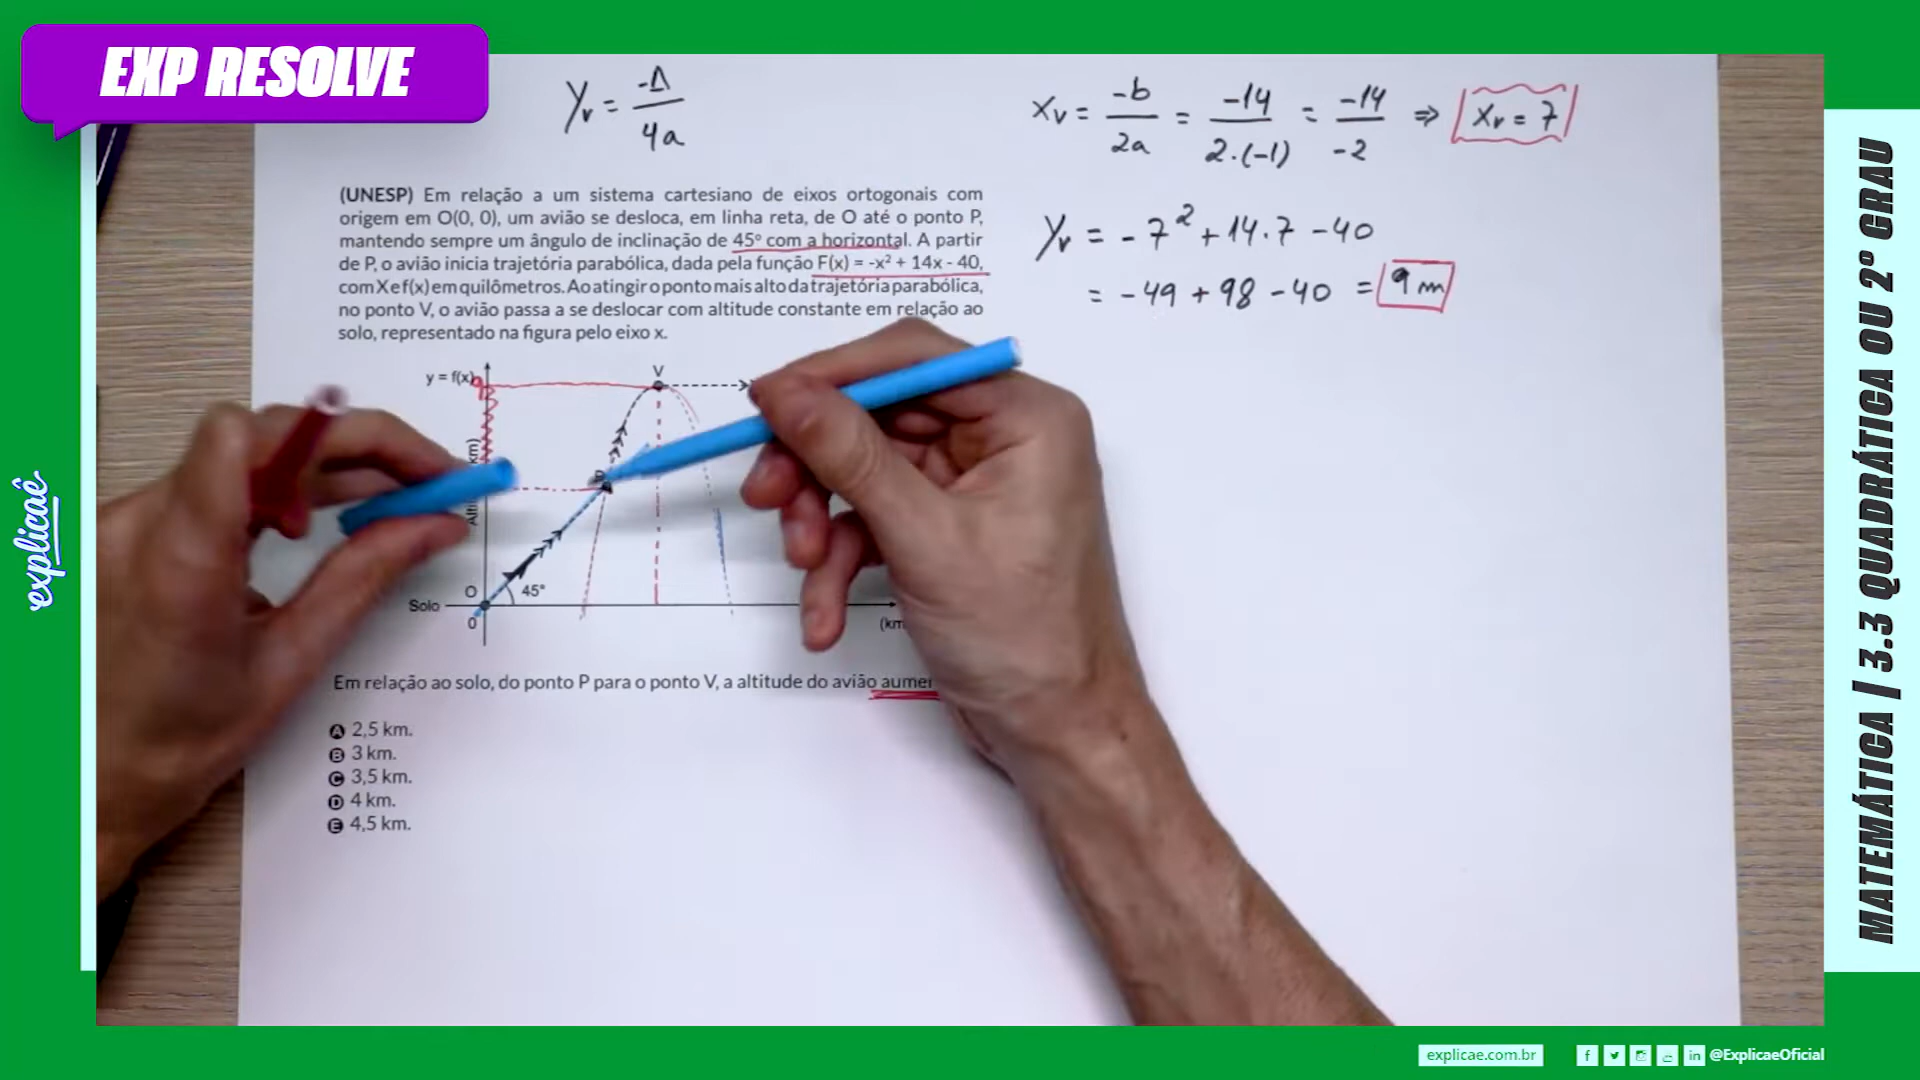 EXP RESOLVE
yᵥ = -Δ / 4a
xᵥ = -b / 2a = -14 / 2.(-1) = -14 / -2 ⇒ xᵥ = 7
yᵥ = -7² + 14.7 - 40
= -49 + 98 - 40 = 9 m
(UNESP) Em relação a um sistema cartesiano de eixos ortogonais com
origem em O(0, 0), um avião se desloca, em linha reta, de O até o ponto P,
mantendo sempre um ângulo de inclinação de 45° com a horizontal. A partir
de P, o avião inicia trajetória parabólica, dada pela função F(x) = -x² + 14x - 40,
com X e f(x) em quilômetros. Ao atingir o ponto mais alto da trajetória parabólica,
no ponto V, o avião passa a se deslocar com altitude constante em relação ao
solo, representado na figura pelo eixo x.
y = f(x)
9
V
P
O
45°
Solo
0
Em relação ao solo, do ponto P para o ponto V, a altitude do avião
A 2,5 km.
B 3 km.
C 3,5 km.
D 4 km.
E 4,5 km.
explicaê
MATEMÁTICA | 3.3 QUADRÁTICA OU 2º GRAU
explicae.com.br
@ExplicaeOficial